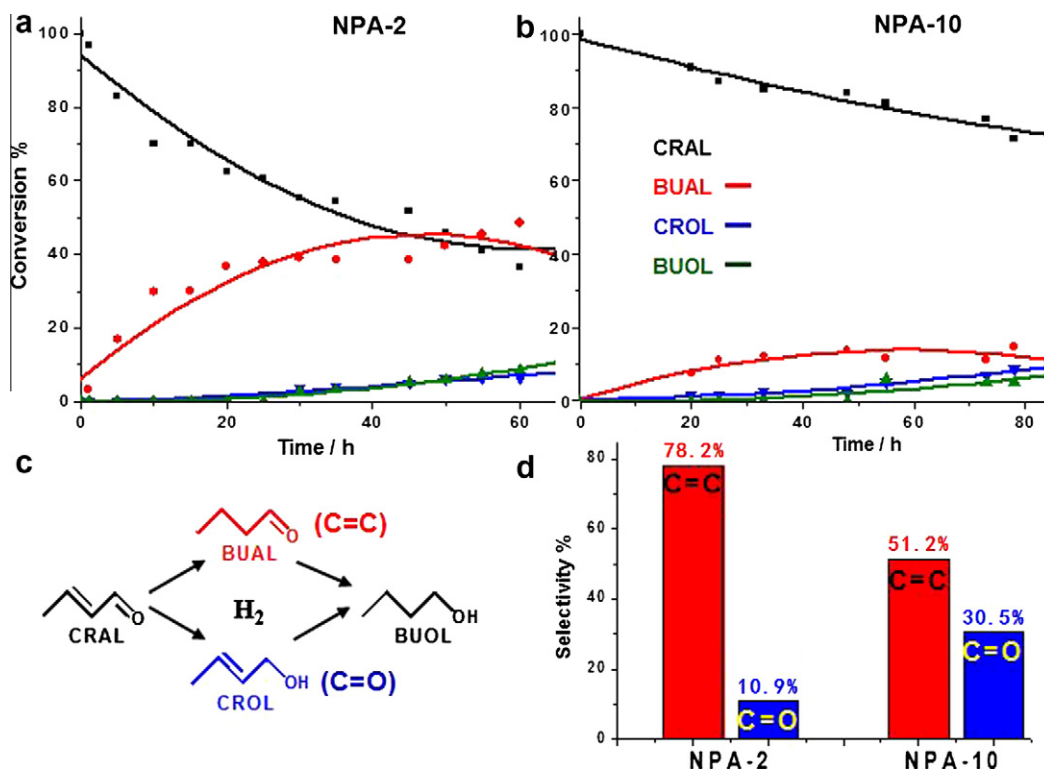 a
NPA-2
Conversion %
100
80
60
40
20
0
0
20
40
60
Time / h
b
NPA-10
100
80
60
40
20
0
0
20
40
60
80
Time / h
CRAL
BUAL
CROL
BUOL
c
CRAL
O
BUAL
O
(C=C)
H2
CROL
OH
(C=O)
BUOL
OH
d
Selectivity %
80
60
40
20
0
78.2%
C=C
10.9%
C=O
51.2%
C=C
30.5%
C=O
NPA-2
NPA-10